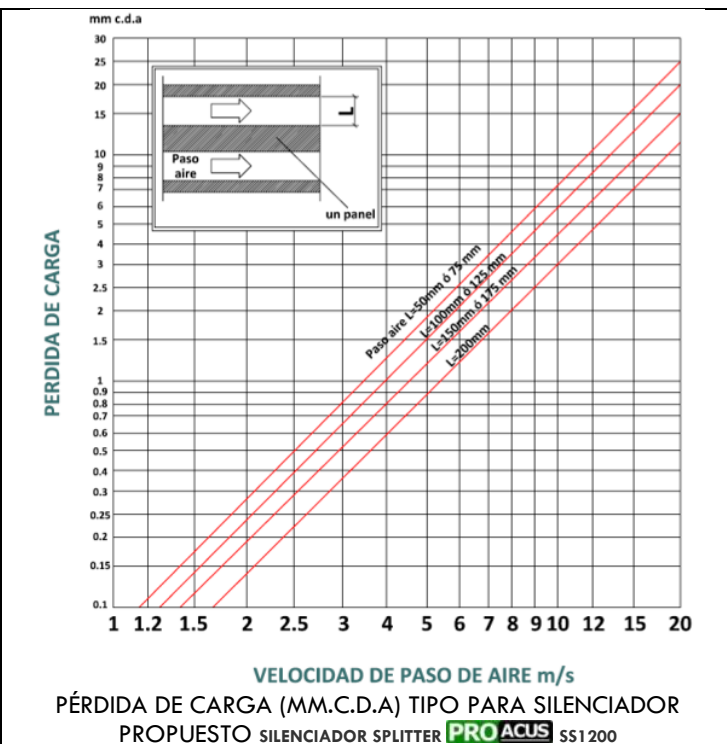 mm c.d.a
30
25
20
15
10
9
8
7
6
5
4
3
2.5
2
1.5
1
0.9
0.8
0.7
0.6
0.5
0.4
0.3
0.25
0.2
0.15
0.1
PERDIDA DE CARGA
L
Paso
aire
un panel
Paso aire L=50mm ó 75 mm
L=100mm ó 125mm
L=150mm ó 175 mm
L=200mm
1 1.2 1.5 2 2.5 3 4 5 6 7 8 9 10 12 15 20
VELOCIDAD DE PASO DE AIRE m/s
PÉRDIDA DE CARGA (MM.C.D.A) TIPO PARA SILENCIADOR
PROPUESTO SILENCIADOR SPLITTER PRO ACUS SS1200